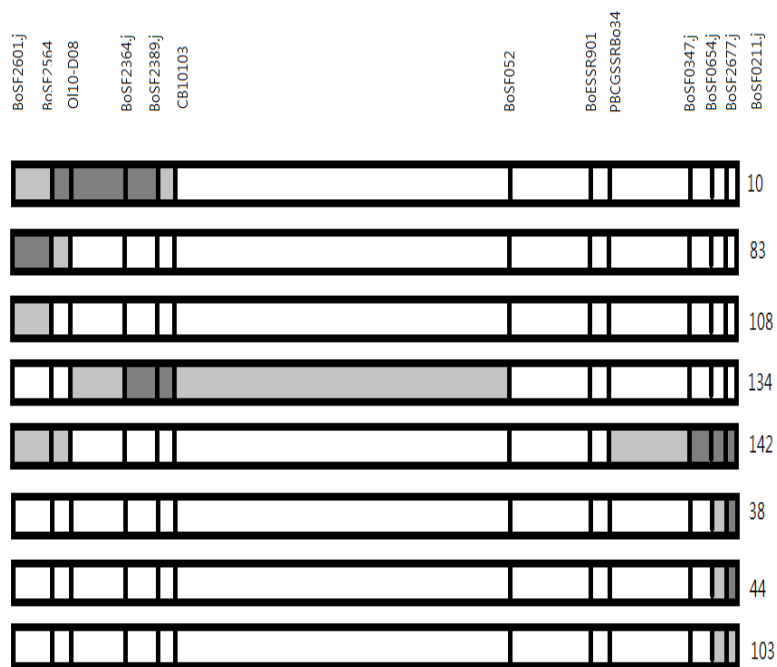 BoSF2601.j
BoSF2564
Ol10-D08
BoSF2364.j
BoSF2389.j
CB10103
BoSF052
BoESSR901
PBCGSSRBo34
BoSF0347.j
BoSF0654.j
BoSF2677.j
BoSF0211.j
10
83
108
134
142
38
44
103